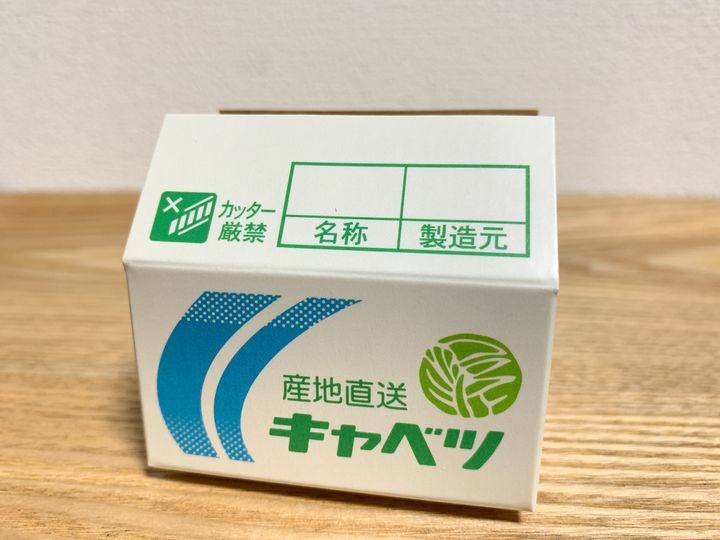 カッター
厳禁
名称
製造元
産地直送
キャベツ